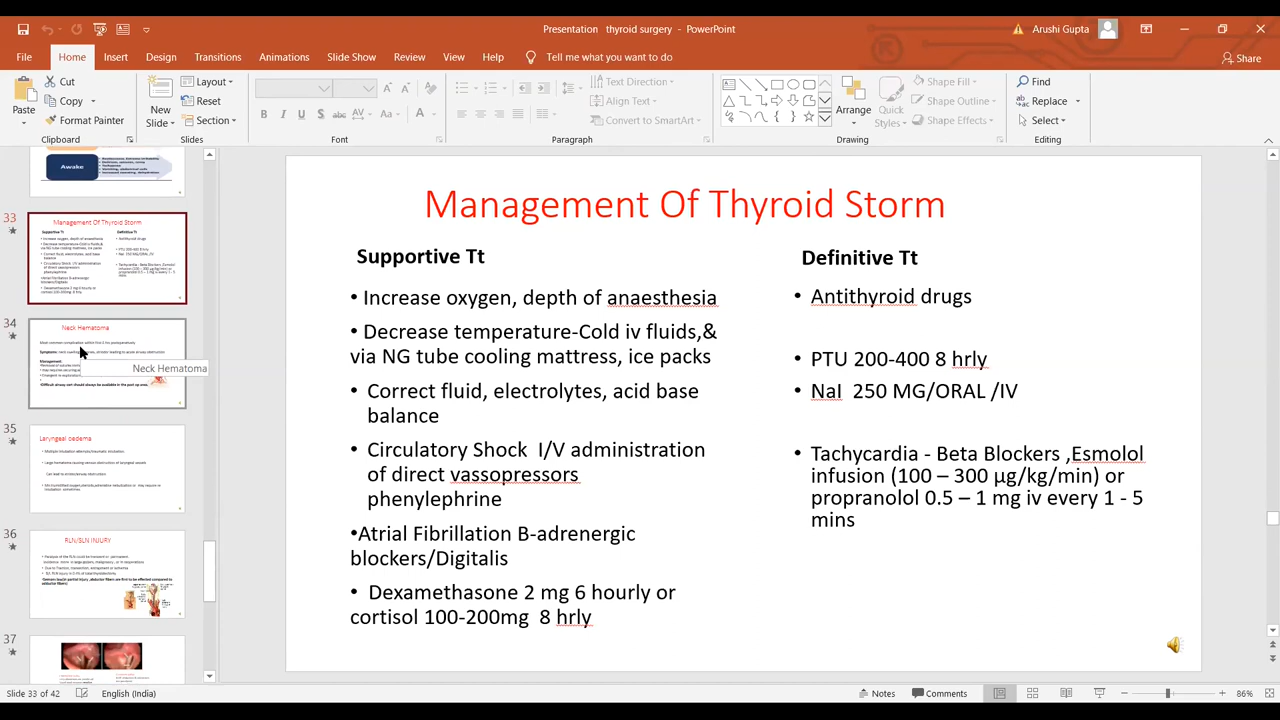 Presentation thyroid surgery - PowerPoint
Arushi Gupta
File Home Insert Design Transitions Animations Slide Show Review View Help Tell me what you want to do Share
Paste
Cut
Copy
Format Painter
Clipboard
New Slide
Layout
Reset
Section
Slides
Font
Text Direction
Align Text
Convert to SmartArt
Paragraph
Arrange
Quick Styles
Shape Fill
Shape Outline
Shape Effects
Drawing
Find
Replace
Select
Editing
Awake
33
Management Of Thyroid Storm
34
Neck Hematoma
Neck Hematoma
35
Laryngeal oedema
36
RLN/SLN INJURY
37
Management Of Thyroid Storm
Supportive Tt
• Increase oxygen, depth of anaesthesia
• Decrease temperature-Cold iv fluids,&
via NG tube cooling mattress, ice packs
• Correct fluid, electrolytes, acid base
balance
• Circulatory Shock I/V administration
of direct vassopressors
phenylephrine
•Atrial Fibrillation B-adrenergic
blockers/Digitalis
• Dexamethasone 2 mg 6 hourly or
cortisol 100-200mg 8 hrly
Definitive Tt
• Antithyroid drugs
• PTU 200-400 8 hrly
• NaI 250 MG/ORAL /IV
• Tachycardia - Beta Blockers ,Esmolol
infusion (100 – 300 µg/kg/min) or
propranolol 0.5 – 1 mg iv every 1 - 5
mins
English (India)
Notes
Comments
86%